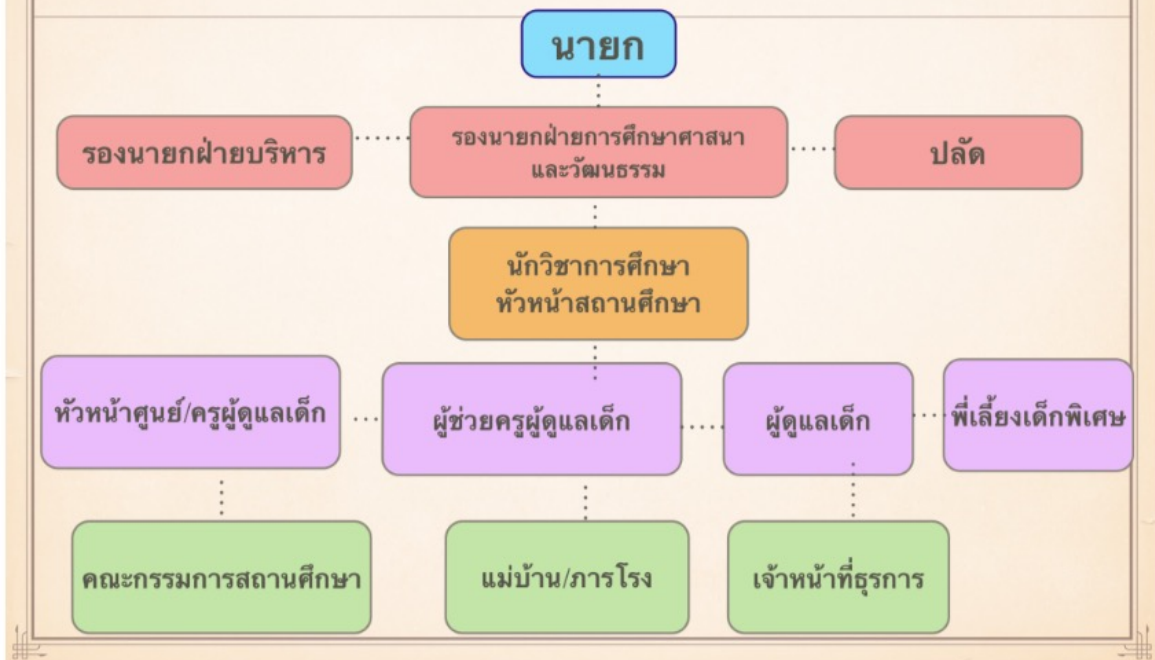 นายก
รองนายกฝ่ายบริหาร
รองนายกฝ่ายการศึกษาศาสนา
และวัฒนธรรม
ปลัด
นักวิชาการศึกษา
หัวหน้าสถานศึกษา
หัวหน้าศูนย์/ครูผู้ดูแลเด็ก
ผู้ช่วยครูผู้ดูแลเด็ก
ผู้ดูแลเด็ก
พี่เลี้ยงเด็กพิเศษ
คณะกรรมการสถานศึกษา
แม่บ้าน/ภารโรง
เจ้าหน้าที่ธุรการ